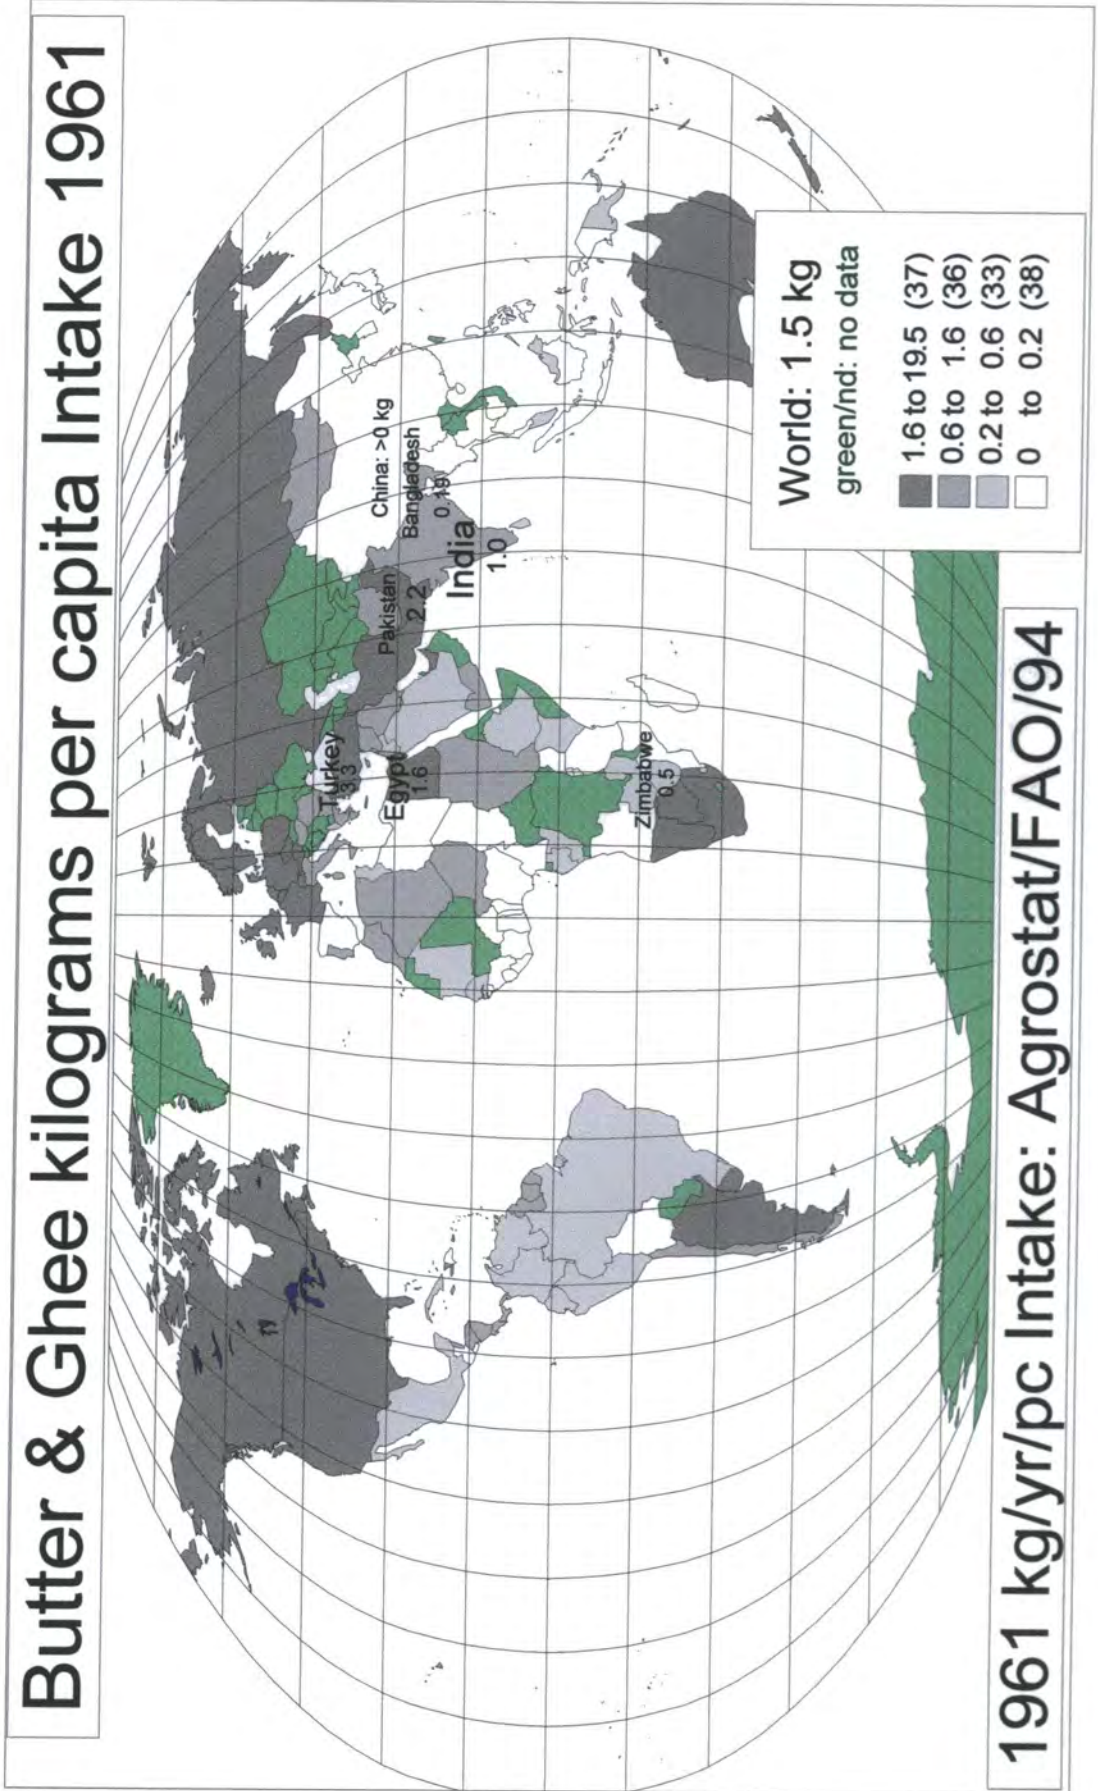 Butter & Ghee kilograms per capita Intake 1961
China: >0 kg
Bangladesh
0.19
Pakistan
2.2
India
1.0
Turkey
3.3
Egypt
1.6
Zimbabwe
0.5
World: 1.5 kg
green/nd: no data
1.6 to 19.5 (37)
0.6 to 1.6 (36)
0.2 to 0.6 (33)
0 to 0.2 (38)
1961 kg/yr/pc Intake: Agrostat/FAO/94